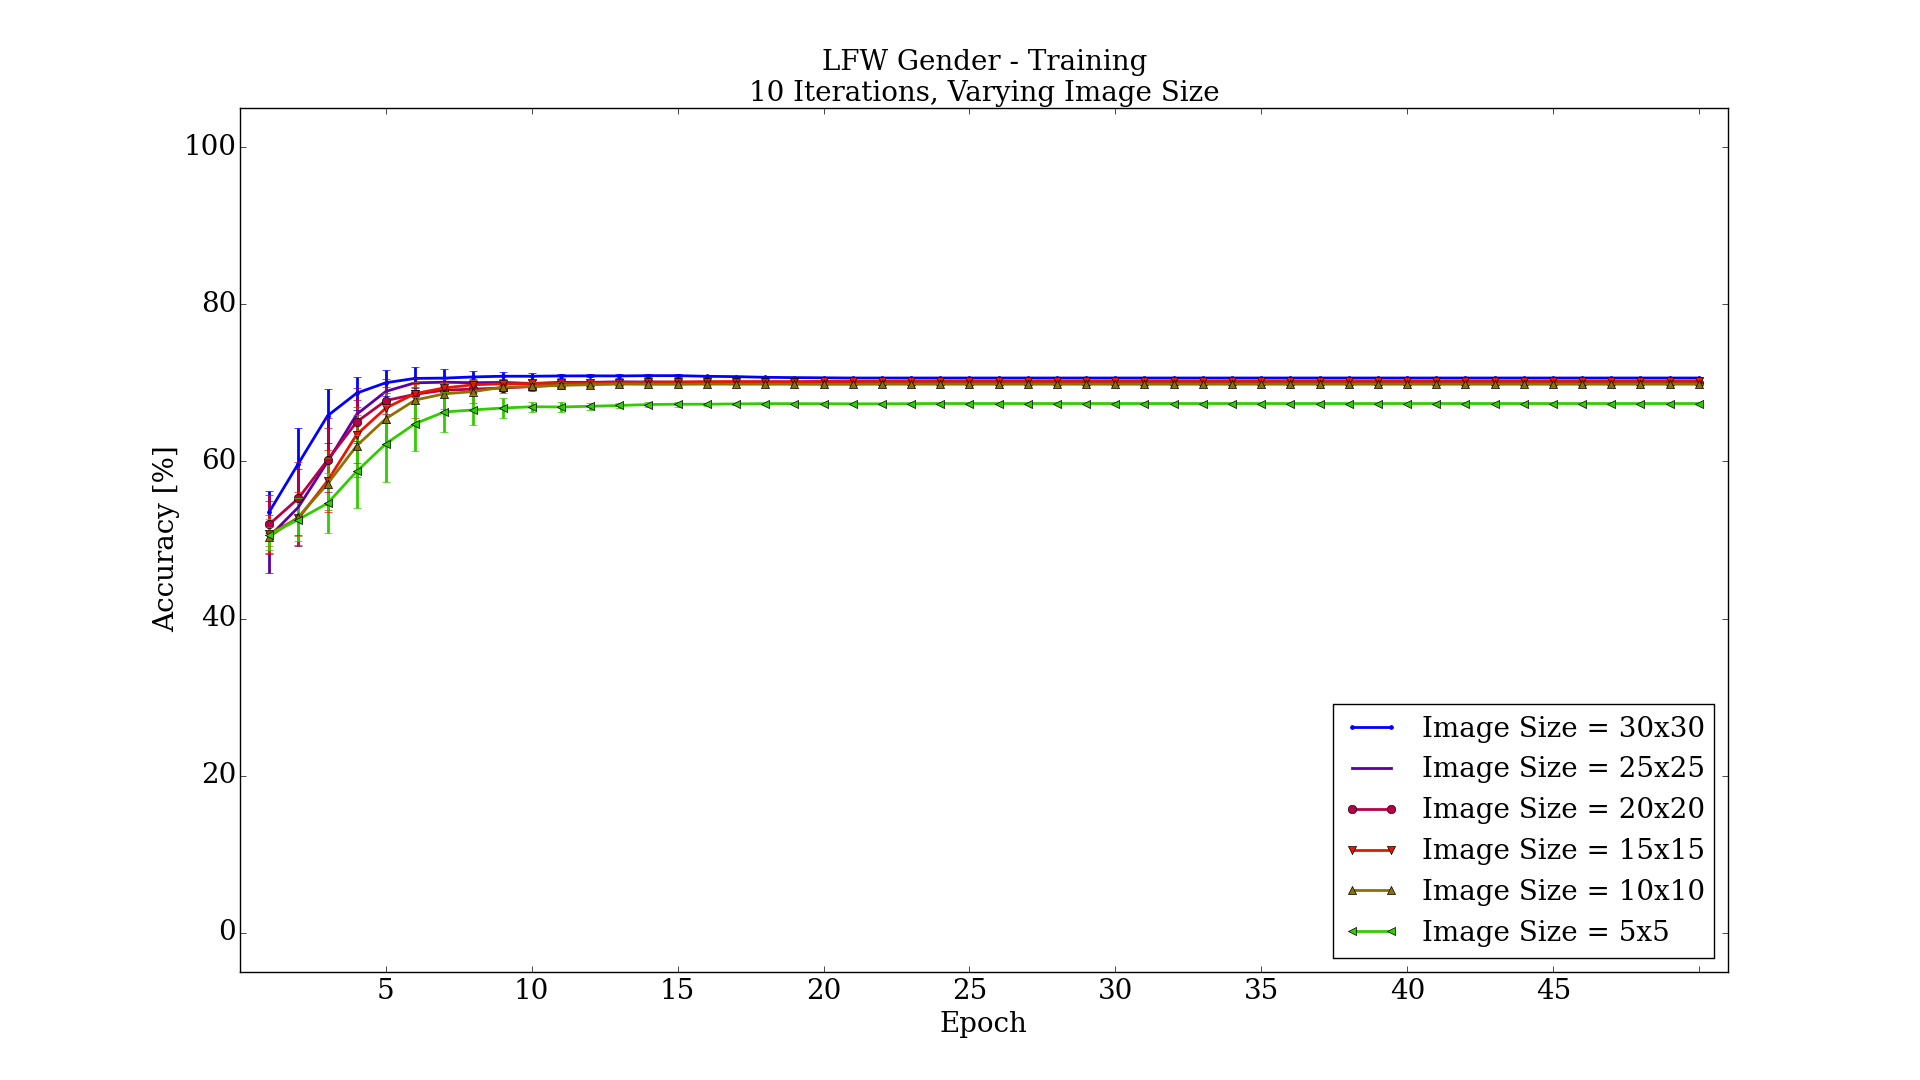 LFW Gender - Training
10 Iterations, Varying Image Size
Accuracy [%]
100
80
60
40
20
0
5 10 15 20 25 30 35 40 45
Epoch
Image Size = 30x30
Image Size = 25x25
Image Size = 20x20
Image Size = 15x15
Image Size = 10x10
Image Size = 5x5